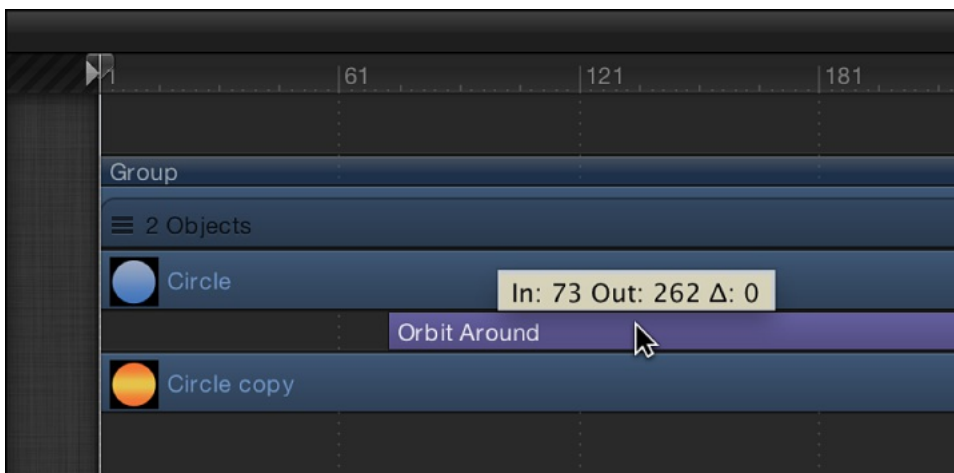 1 61 121 181
Group
2 Objects
Circle
In: 73 Out: 262 Δ: 0
Orbit Around
Circle copy